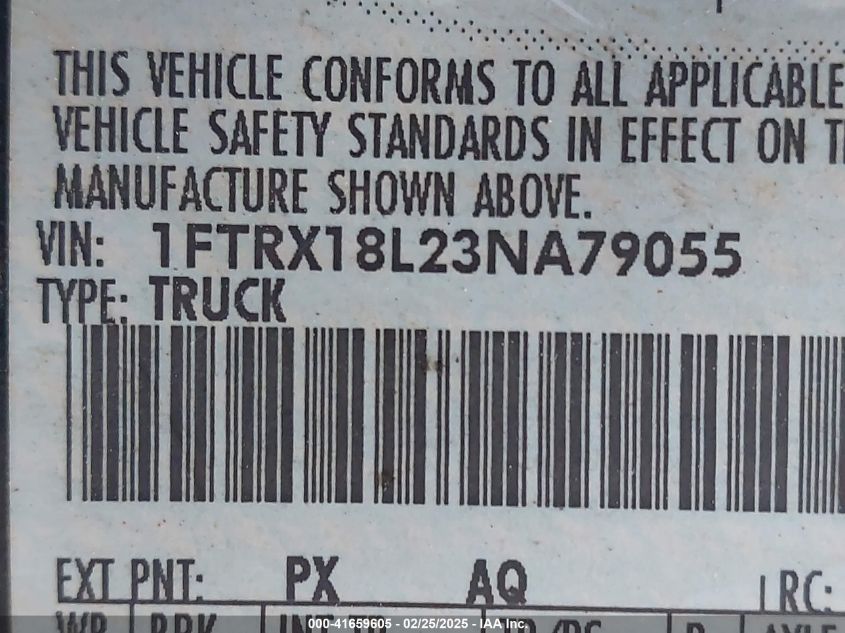 THIS VEHICLE CONFORMS TO ALL APPLICABLE
VEHICLE SAFETY STANDARDS IN EFFECT ON
MANUFACTURE SHOWN ABOVE.
VIN: 1FTRX18L23NA79055
TYPE: TRUCK
EXT PNT: PX AQ RC:
000-41659605 - 02/25/2025 - IAA Inc.